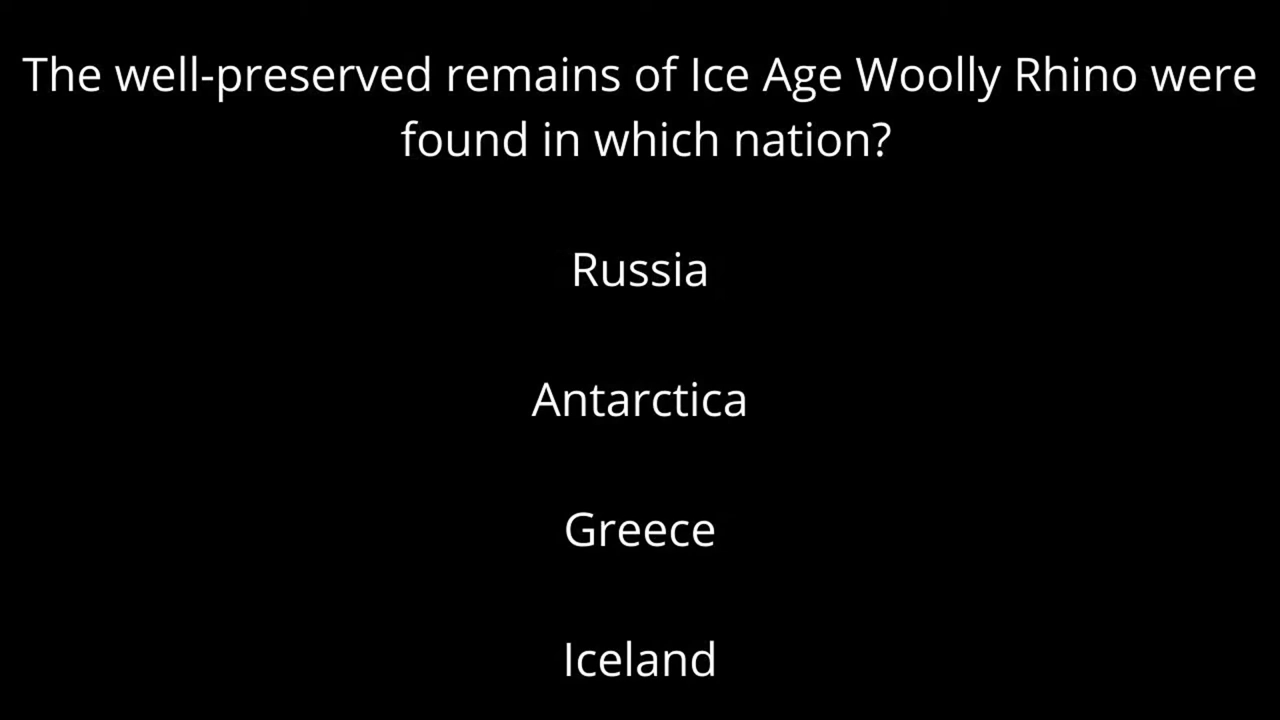 The well-preserved remains of Ice Age Woolly Rhino were
found in which nation?
Russia
Antarctica
Greece
Iceland